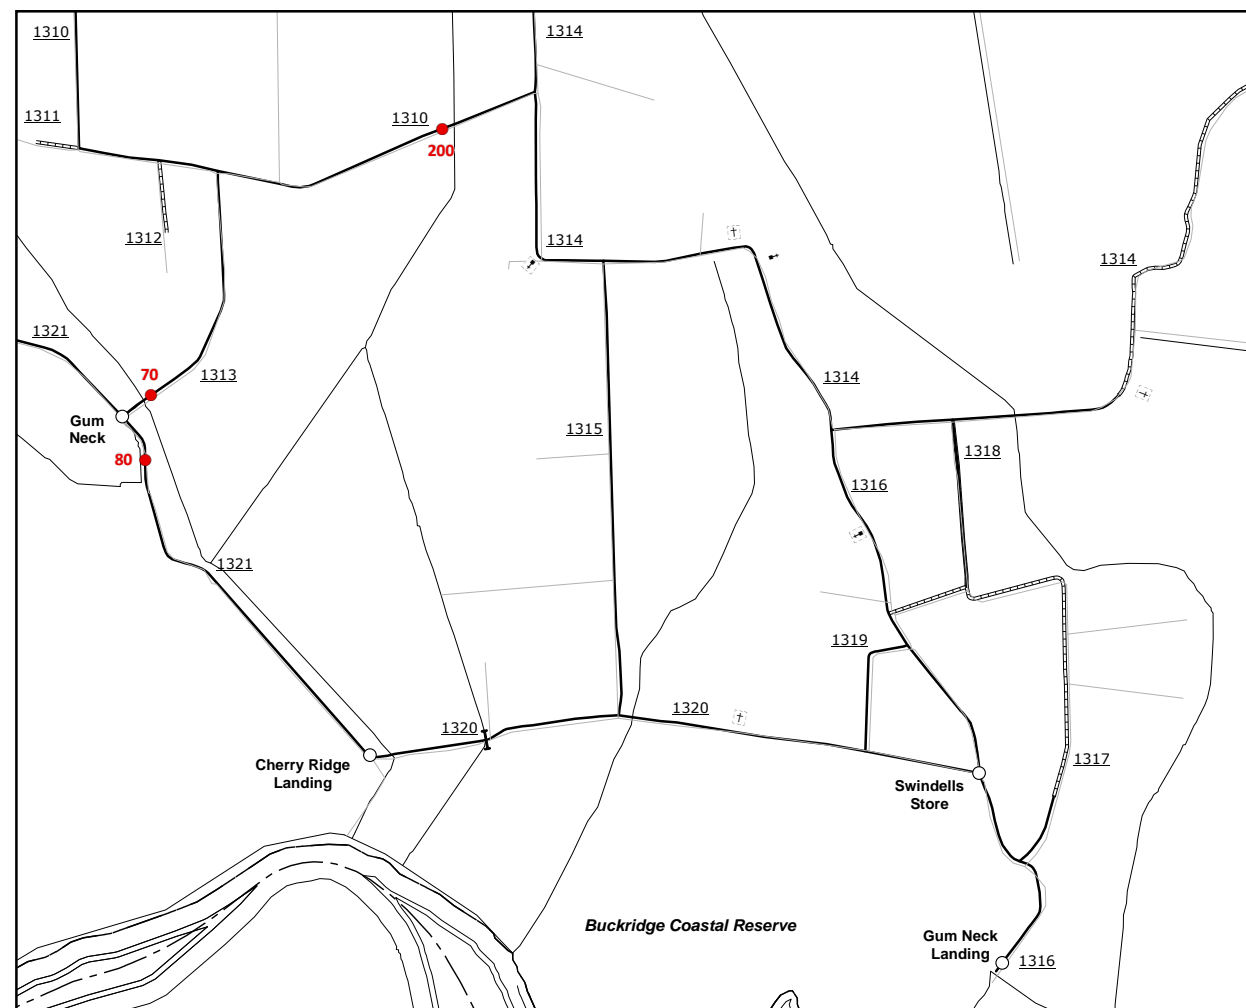 1310
1314
1311
1310
200
1312
1314
1314
1321
70
1313
1314
Gum
Neck
1315
80
1318
1316
1321
1319
1320
1320
Cherry Ridge
Landing
1317
Swindells
Store
Buckridge Coastal Reserve
Gum Neck
Landing
1316